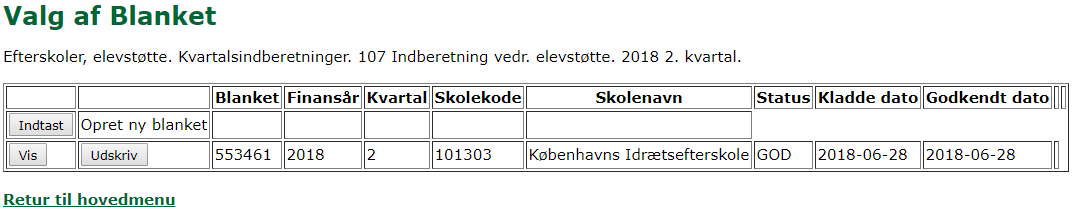 Valg af Blanket
Efterskoler, elevstøtte. Kvartalsindberetninger. 107 Indberetning vedr. elevstøtte. 2018 2. kvartal.
Blanket Finansår Kvartal Skolekode Skolenavn Status Kladde dato Godkendt dato
Indtast Opret ny blanket
Vis Udskriv 553461 2018 2 101303 Københavns Idrætsefterskole GOD 2018-06-28 2018-06-28
Retur til hovedmenu